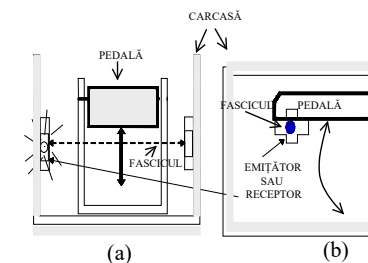 CARCASĂ
PEDALĂ
FASCICUL
FASCICUL
PEDALĂ
EMIȚĂTOR
SAU
RECEPTOR
(a)
(b)